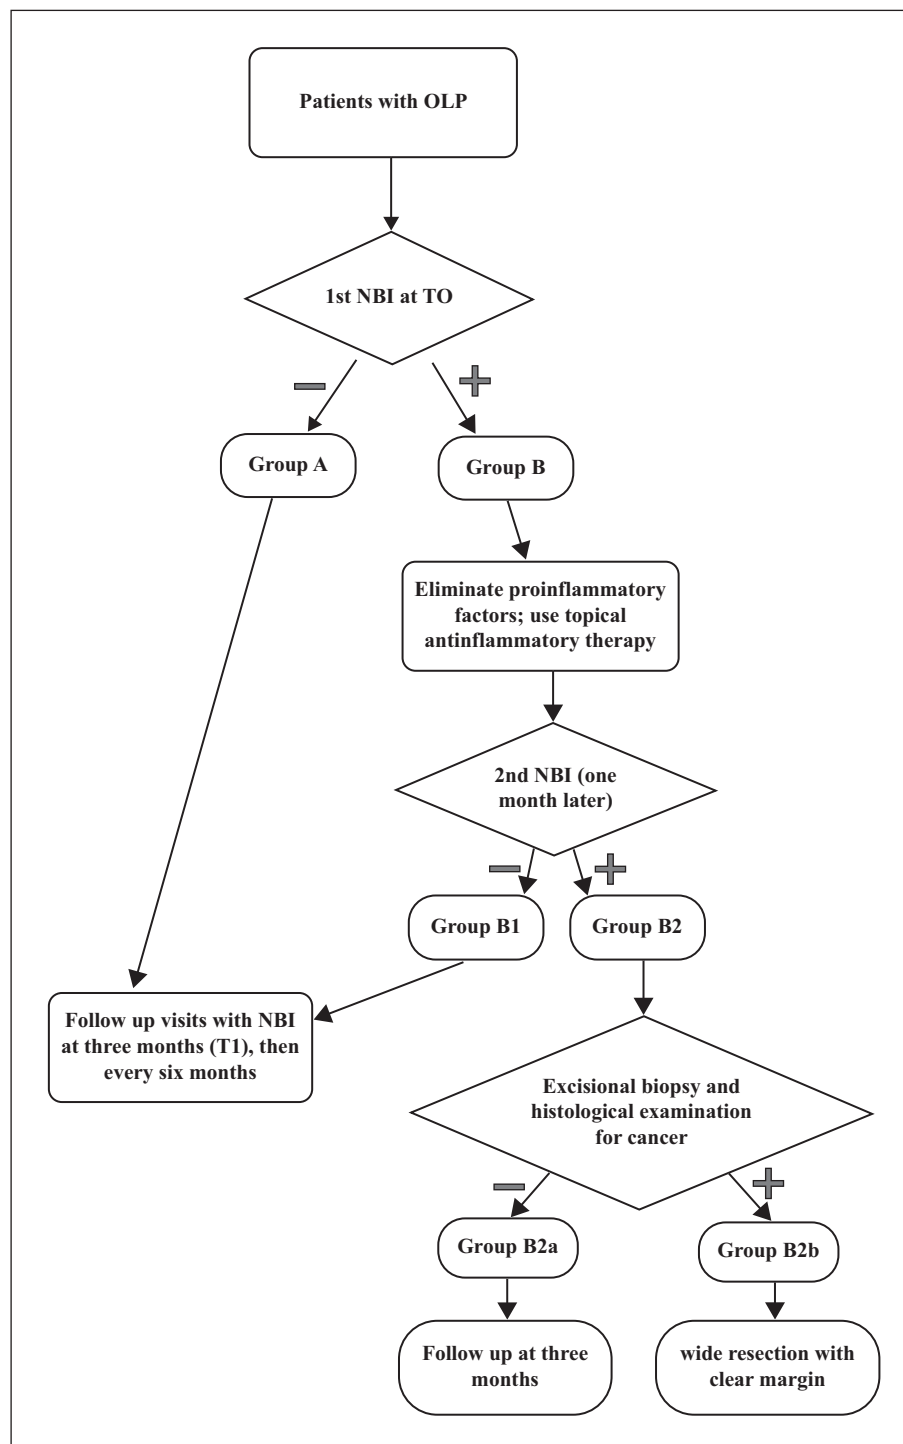 Patients with OLP
1st NBI at TO
Group A
Group B
Eliminate proinflammatory
factors; use topical
antinflammatory therapy
2nd NBI (one
month later)
Group B1
Group B2
Follow up visits with NBI
at three months (T1), then
every six months
Excisional biopsy and
histological examination
for cancer
Group B2a
Group B2b
Follow up at three
months
wide resection with
clear margin